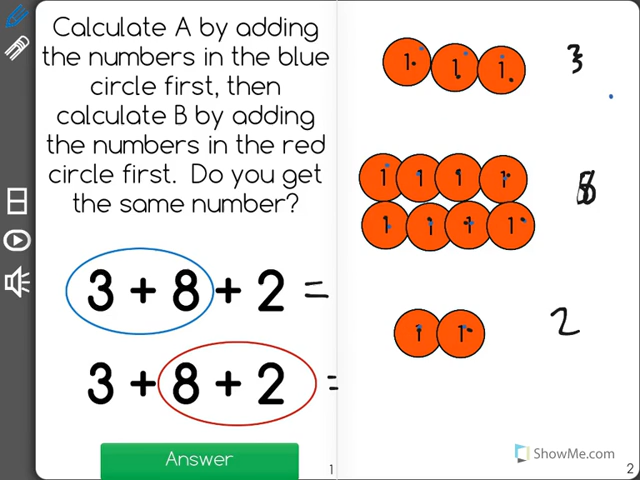 Calculate A by adding
the numbers in the blue
circle first, then
calculate B by adding
the numbers in the red
circle first. Do you get
the same number?
3 + 8 + 2 =
3 + 8 + 2 =
Answer
1
1 1 1 3
1 1 1 1
8
1 1 1 1
1 1 2
ShowMe.com
2